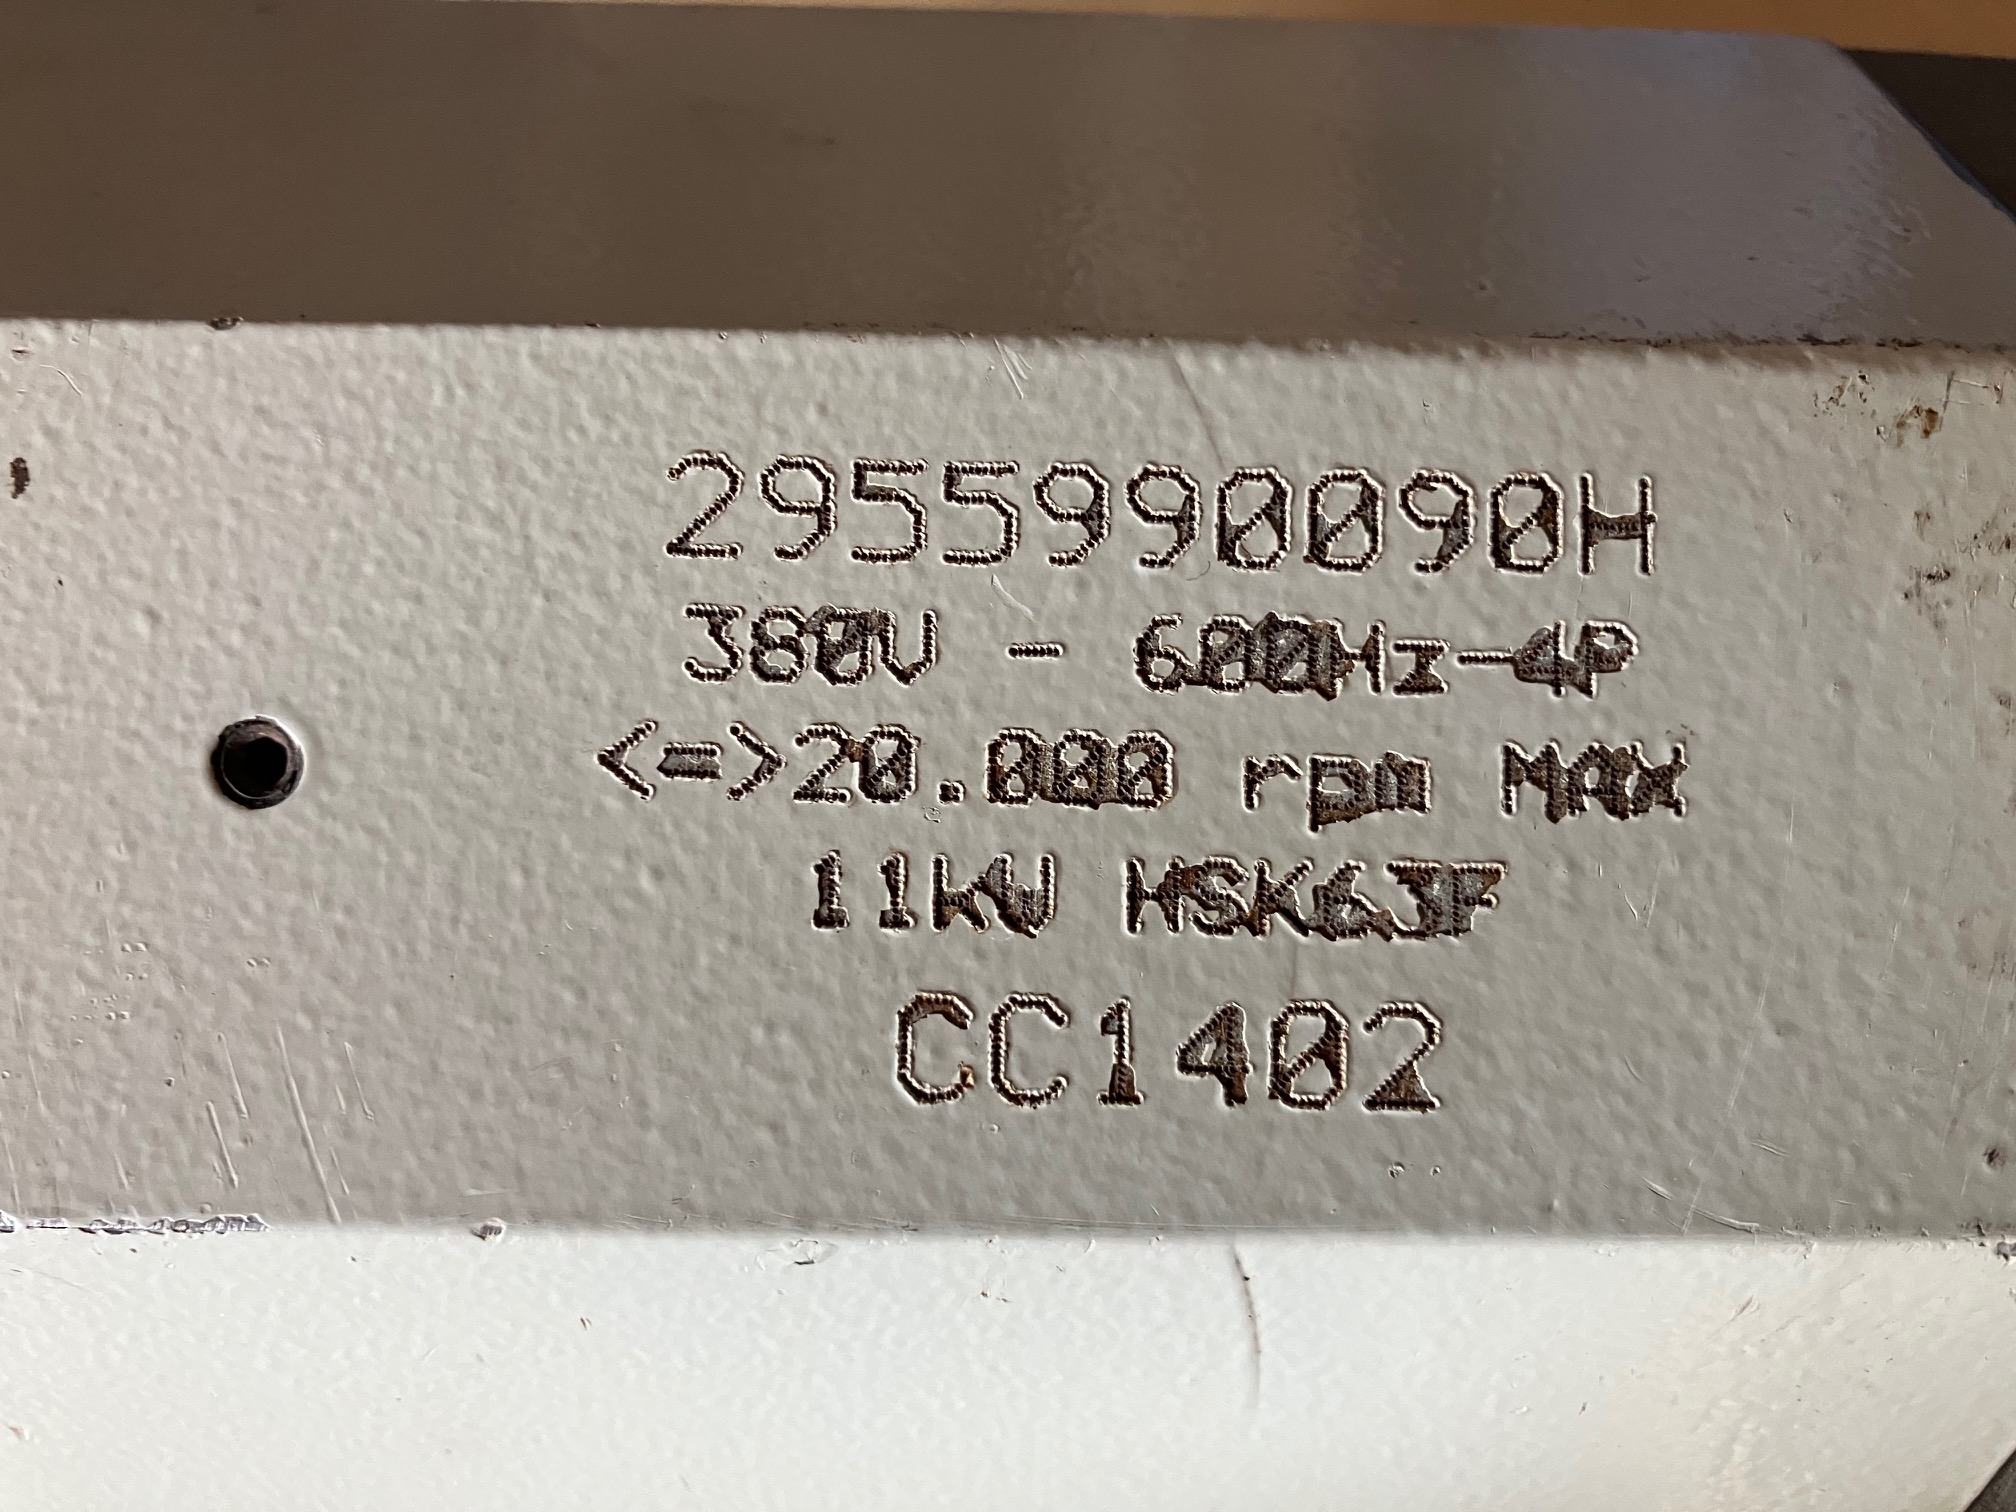 2955990090H
380V - 600Hz-4P
<=>20.000 rpm MAX
11kW HSK63F
CC1402